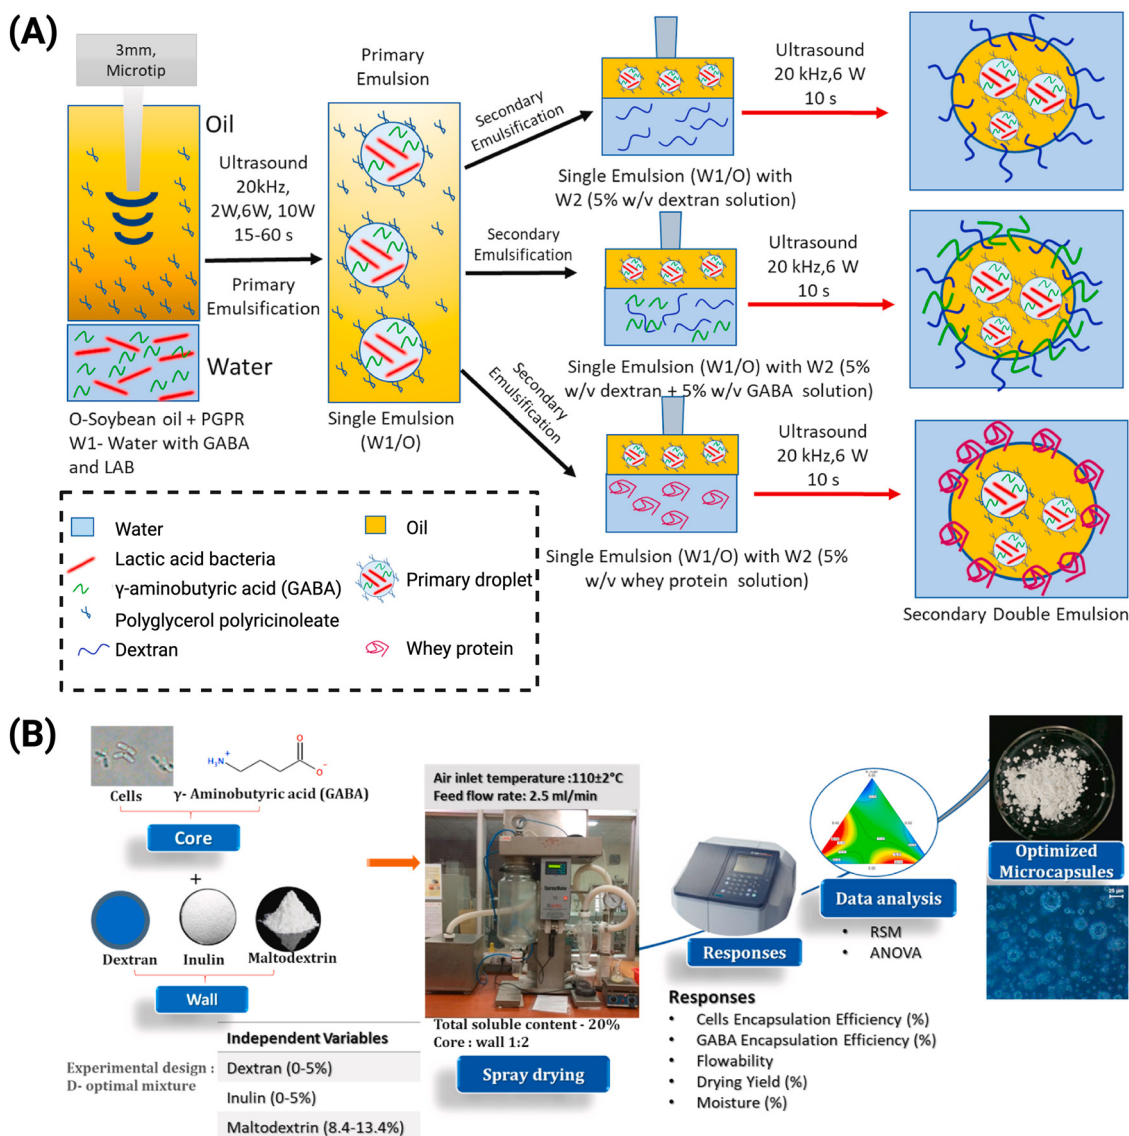 (A)
3mm,
Microtip
Oil
Ultrasound
20kHz,
2W,6W, 10W
15-60 s
Primary
Emulsification
Water
O-Soybean oil + PGPR
W1- Water with GABA
and LAB
Primary
Emulsion
Single Emulsion
(W1/O)
Secondary
Emulsification
Ultrasound
20 kHz,6 W
10 s
Single Emulsion (W1/O) with
W2 (5% w/v dextran solution)
Secondary
Emulsification
Ultrasound
20 kHz,6 W
10 s
Single Emulsion (W1/O) with W2 (5%
w/v dextran + 5% w/v GABA solution)
Secondary
Emulsification
Ultrasound
20 kHz,6 W
10 s
Single Emulsion (W1/O) with W2 (5%
w/v whey protein solution)
Secondary Double Emulsion
Water
Oil
Lactic acid bacteria
γ-aminobutyric acid (GABA)
Primary droplet
Polyglycerol polyricinoleate
Dextran
Whey protein
(B)
Cells
H₃N⁺
O
O⁻
γ- Aminobutyric acid (GABA)
Core
+
Dextran
Inulin
Maltodextrin
Wall
Experimental design :
D- optimal mixture
Independent Variables
Dextran (0-5%)
Inulin (0-5%)
Maltodextrin (8.4-13.4%)
Air inlet temperature :110±2°C
Feed flow rate: 2.5 ml/min
Total soluble content - 20%
Core : wall 1:2
Spray drying
Responses
Responses
• Cells Encapsulation Efficiency (%)
• GABA Encapsulation Efficiency (%)
• Flowability
• Drying Yield (%)
• Moisture (%)
Data analysis
• RSM
• ANOVA
Optimized
Microcapsules
25 µm